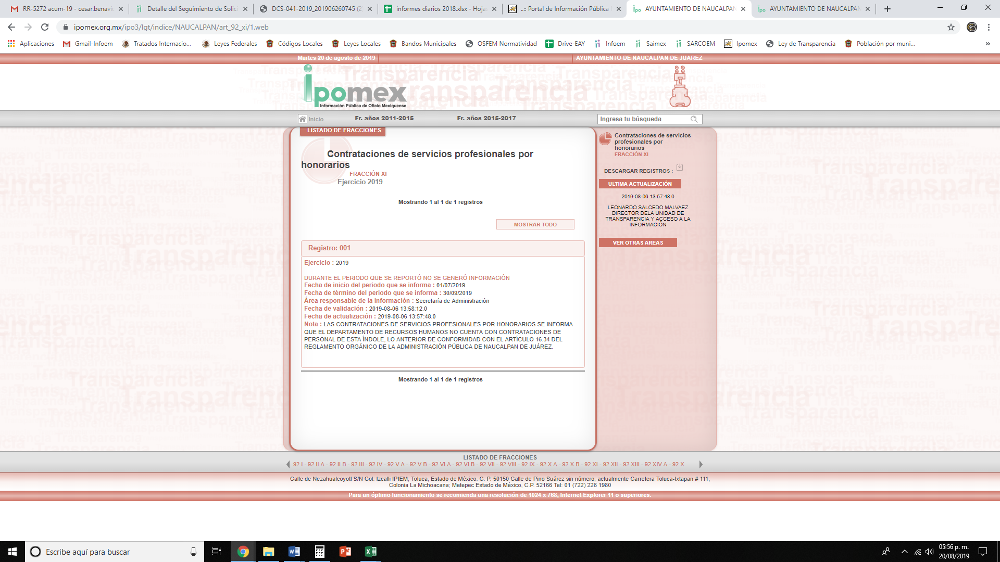 RR-5272 acum-19 - cesar.benavic
Detalle del Seguimiento de Solici
DCS-041-2019_201906260745 (2
informes diarios 2018.xlsx - Hoja
..:: Portal de Información Pública
AYUNTAMIENTO DE NAUCALPAN
AYUNTAMIENTO DE NAUCALPAN
ipomex.org.mx/ipo3/lgt/indice/NAUCALPAN/art_92_xi/1.web
Aplicaciones
Gmail-Infoem
Tratados Internacio...
Leyes Federales
Códigos Locales
Leyes Locales
Bandos Municipales
OSFEM Normatividad
Drive-EAY
Infoem
Saimex
SARCOEM
Ipomex
Ley de Transparencia
Población por muni...
»
Martes 20 de agosto de 2019
AYUNTAMIENTO DE NAUCALPAN DE JUAREZ
ipomex
Información Pública de Oficio Mexiquense
Transparencia
Inicio
Fr. años 2011-2015
Fr. años 2015-2017
Ingresa tu búsqueda
LISTADO DE FRACCIONES
Contrataciones de servicios profesionales por
honorarios
FRACCIÓN XI
Ejercicio 2019
Mostrando 1 al 1 de 1 registros
MOSTRAR TODO
Registro: 001
Ejercicio : 2019
DURANTE EL PERIODO QUE SE REPORTÓ NO SE GENERÓ INFORMACIÓN
Fecha de inicio del periodo que se informa : 01/07/2019
Fecha de término del periodo que se informa : 30/09/2019
Área responsable de la información : Secretaría de Administración
Fecha de validación : 2019-08-06 13:58:12.0
Fecha de actualización : 2019-08-06 13:57:48.0
Nota : LAS CONTRATACIONES DE SERVICIOS PROFESIONALES POR HONORARIOS SE INFORMA
QUE EL DEPARTAMENTO DE RECURSOS HUMANOS NO CUENTA CON CONTRATACIONES DE
PERSONAL DE ESTA ÍNDOLE, LO ANTERIOR DE CONFORMIDAD CON EL ARTÍCULO 16.34 DEL
REGLAMENTO ORGÁNICO DE LA ADMINISTRACIÓN PÚBLICA DE NAUCALPAN DE JUÁREZ.
Mostrando 1 al 1 de 1 registros
Contrataciones de servicios
profesionales por
honorarios
FRACCIÓN XI
DESCARGAR REGISTROS :
ULTIMA ACTUALIZACIÓN
2019-08-06 13:57:48.0
LEONARDO SALCEDO MALVAEZ
DIRECTOR DELA UNIDAD DE
TRANSPARENCIA Y ACCESO A LA
INFORMACIÓN
VER OTRAS AREAS
LISTADO DE FRACCIONES
92 I - 92 II A - 92 II B - 92 III - 92 IV - 92 V A - 92 V B - 92 VI A - 92 VI B - 92 VII - 92 VIII - 92 IX - 92 X A - 92 X B - 92 XI - 92 XII - 92 XIII - 92 XIV A - 92 X
Calle de Nezahualcoyotl S/N Col. Izcalli IPIEM, Toluca, Estado de México. C. P. 50150 Calle de Pino Suárez sin número, actualmente Carretera Toluca-Ixtapan # 111,
Colonia La Michoacana; Metepec Estado de México, C.P. 52166 Tel: 01 (722) 226 1980
Para un óptimo funcionamiento se recomienda una resolución de 1024 x 768, Internet Explorer 11 o superiores.
Escribe aquí para buscar
05:56 p. m.
20/08/2019